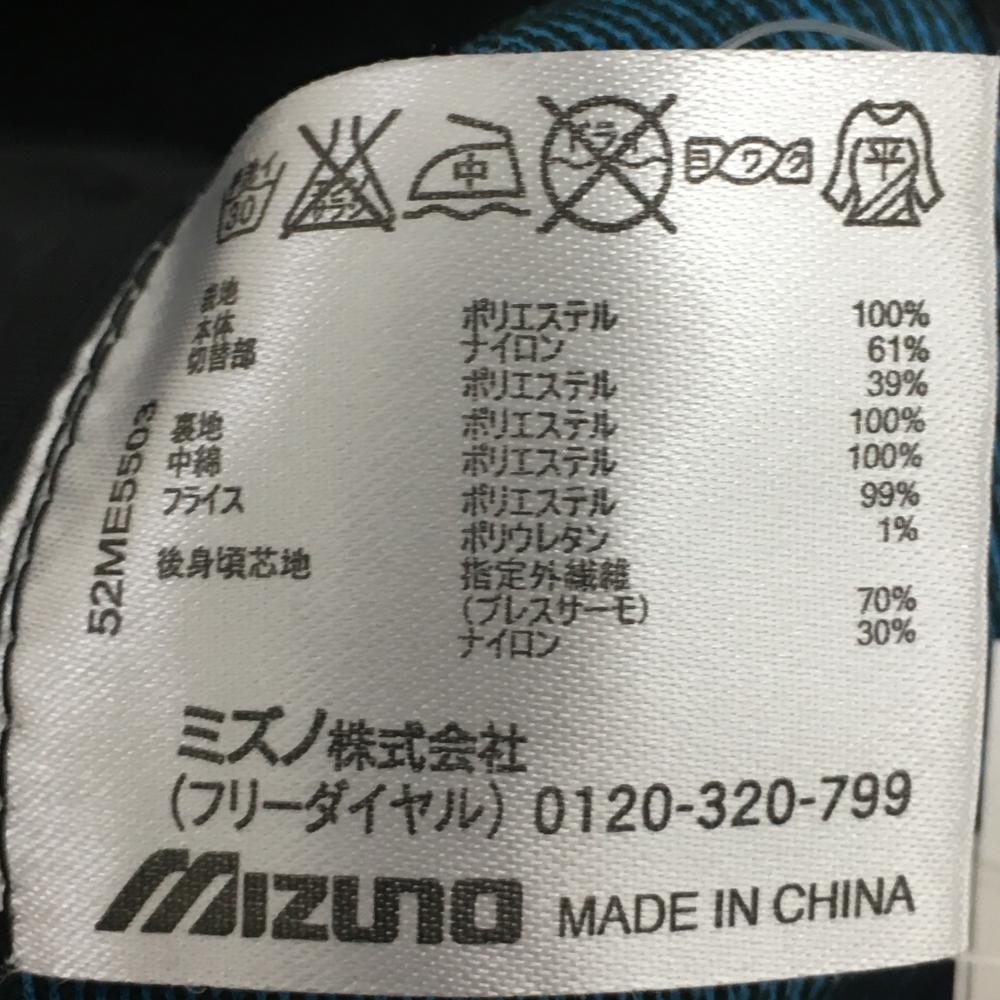 30 中 ドライ ヨワク 平
表地
本体 ポリエステル 100%
切替部 ナイロン 61%
ポリエステル 39%
裏地 ポリエステル 100%
中綿 ポリエステル 100%
フライス ポリエステル 99%
ポリウレタン 1%
後身頃芯地 指定外繊維
(ブレスサーモ) 70%
ナイロン 30%
52ME5503
ミズノ株式会社
(フリーダイヤル) 0120-320-799
MIZUNO MADE IN CHINA